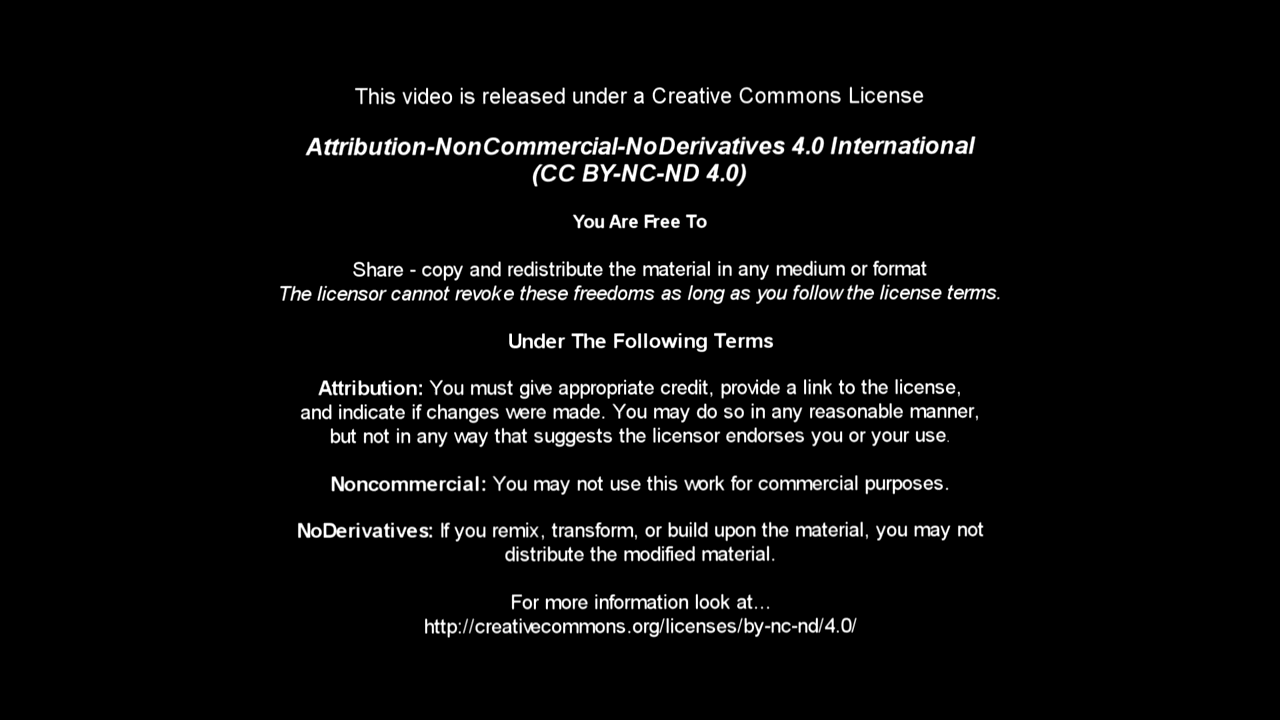 This video is released under a Creative Commons License
Attribution-NonCommercial-NoDerivatives 4.0 International
(CC BY-NC-ND 4.0)
You Are Free To
Share - copy and redistribute the material in any medium or format
The licensor cannot revoke these freedoms as long as you follow the license terms.
Under The Following Terms
Attribution: You must give appropriate credit, provide a link to the license,
and indicate if changes were made. You may do so in any reasonable manner,
but not in any way that suggests the licensor endorses you or your use.
Noncommercial: You may not use this work for commercial purposes.
NoDerivatives: If you remix, transform, or build upon the material, you may not
distribute the modified material.
For more information look at...
http://creativecommons.org/licenses/by-nc-nd/4.0/